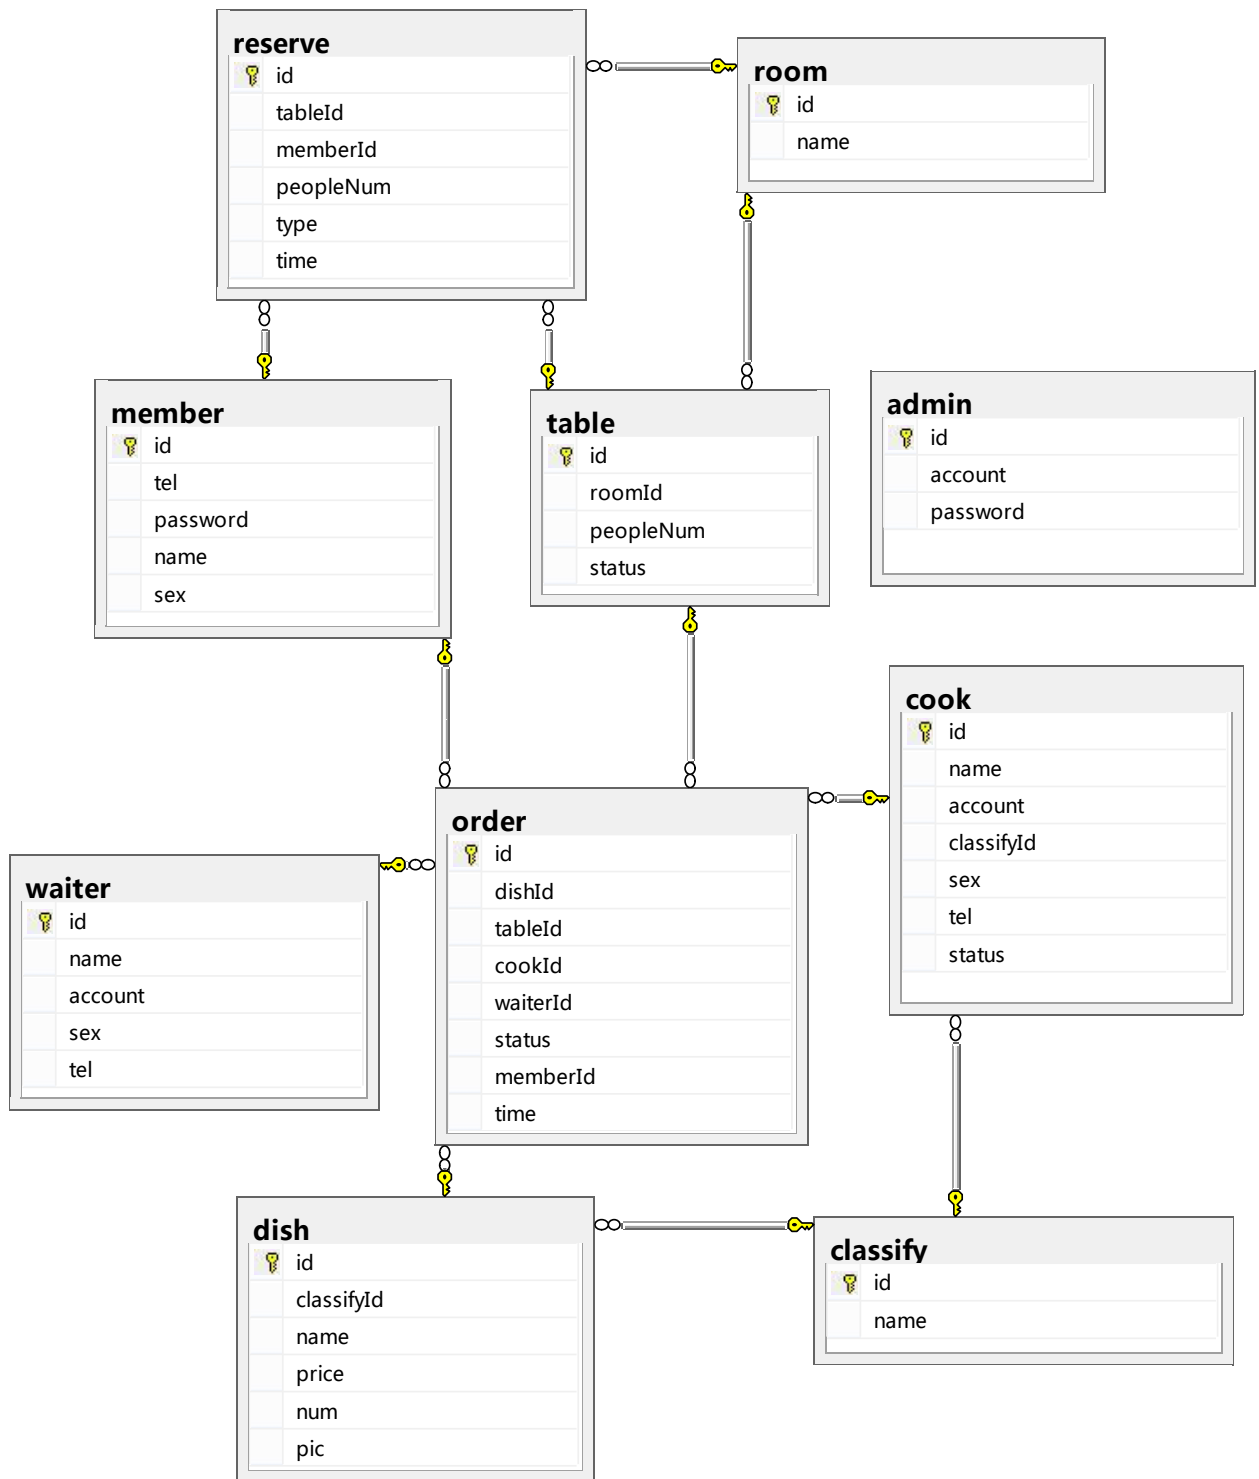 reserve
id
tableId
memberId
peopleNum
type
time
room
id
name
member
id
tel
password
name
sex
table
id
roomId
peopleNum
status
admin
id
account
password
cook
id
name
account
classifyId
sex
tel
status
order
id
dishId
tableId
cookId
waiterId
status
memberId
time
waiter
id
name
account
sex
tel
dish
id
classifyId
name
price
num
pic
classify
id
name